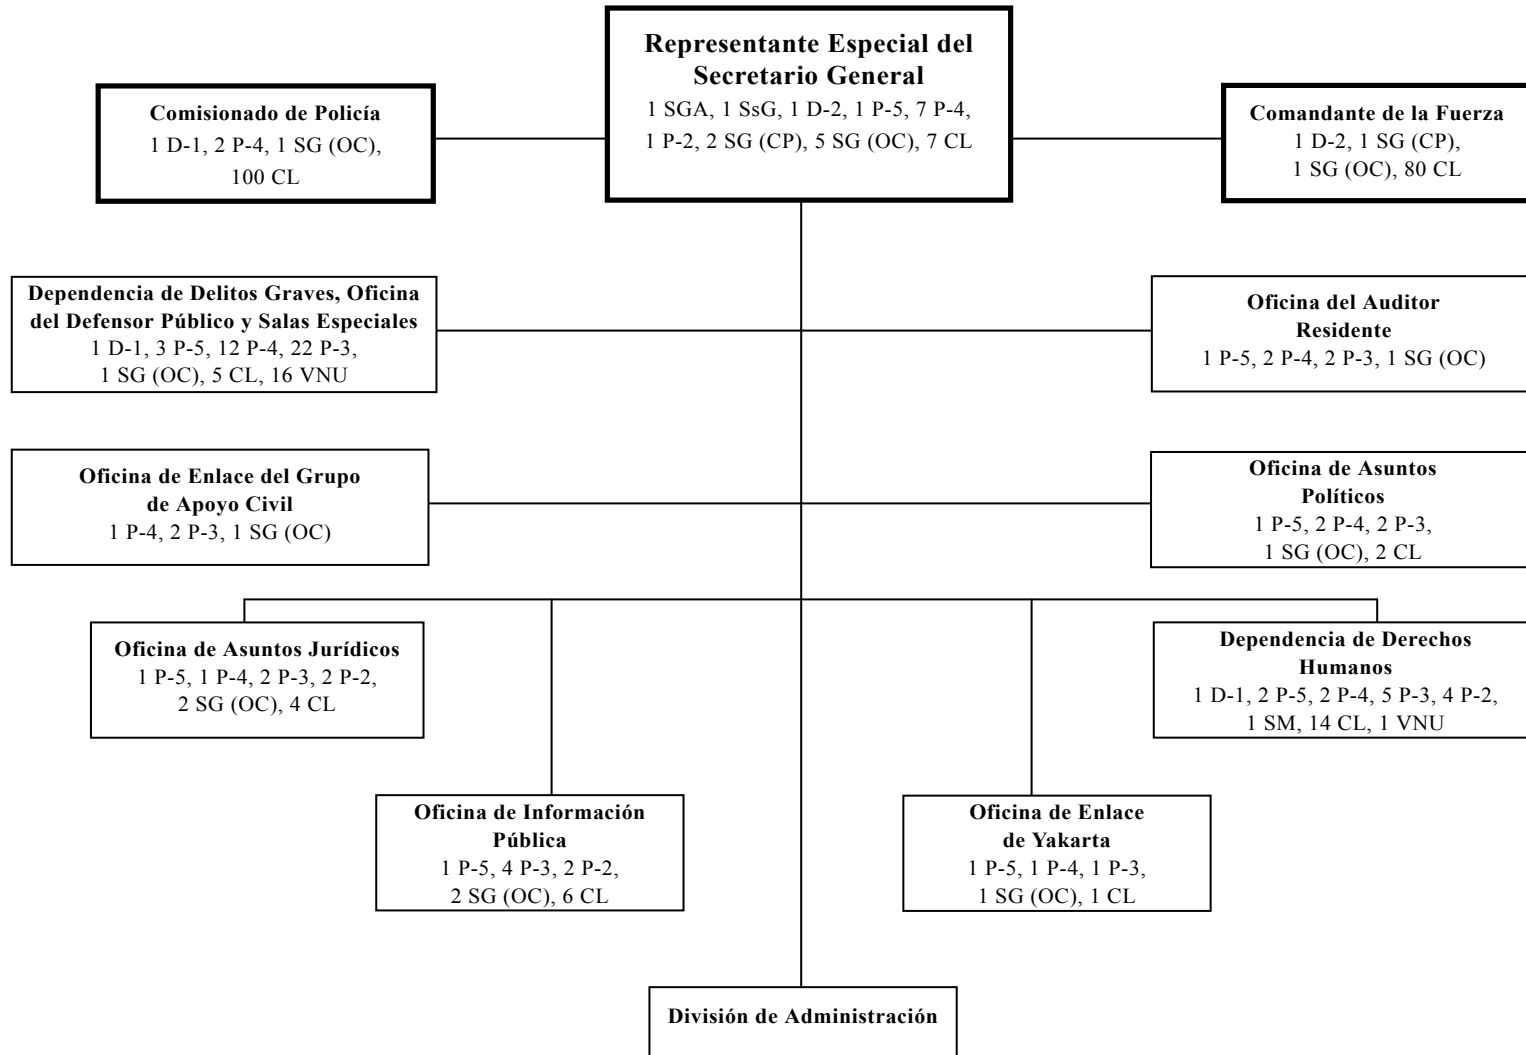 Representante Especial del
Secretario General
1 SGA, 1 SsG, 1 D-2, 1 P-5, 7 P-4,
1 P-2, 2 SG (CP), 5 SG (OC), 7 CL
Comisionado de Policía
1 D-1, 2 P-4, 1 SG (OC),
100 CL
Comandante de la Fuerza
1 D-2, 1 SG (CP),
1 SG (OC), 80 CL
Dependencia de Delitos Graves, Oficina
del Defensor Público y Salas Especiales
1 D-1, 3 P-5, 12 P-4, 22 P-3,
1 SG (OC), 5 CL, 16 VNU
Oficina del Auditor
Residente
1 P-5, 2 P-4, 2 P-3, 1 SG (OC)
Oficina de Enlace del Grupo
de Apoyo Civil
1 P-4, 2 P-3, 1 SG (OC)
Oficina de Asuntos
Políticos
1 P-5, 2 P-4, 2 P-3,
1 SG (OC), 2 CL
Oficina de Asuntos Jurídicos
1 P-5, 1 P-4, 2 P-3, 2 P-2,
2 SG (OC), 4 CL
Dependencia de Derechos
Humanos
1 D-1, 2 P-5, 2 P-4, 5 P-3, 4 P-2,
1 SM, 14 CL, 1 VNU
Oficina de Información
Pública
1 P-5, 4 P-3, 2 P-2,
2 SG (OC), 6 CL
Oficina de Enlace
de Yakarta
1 P-5, 1 P-4, 1 P-3,
1 SG (OC), 1 CL
División de Administración